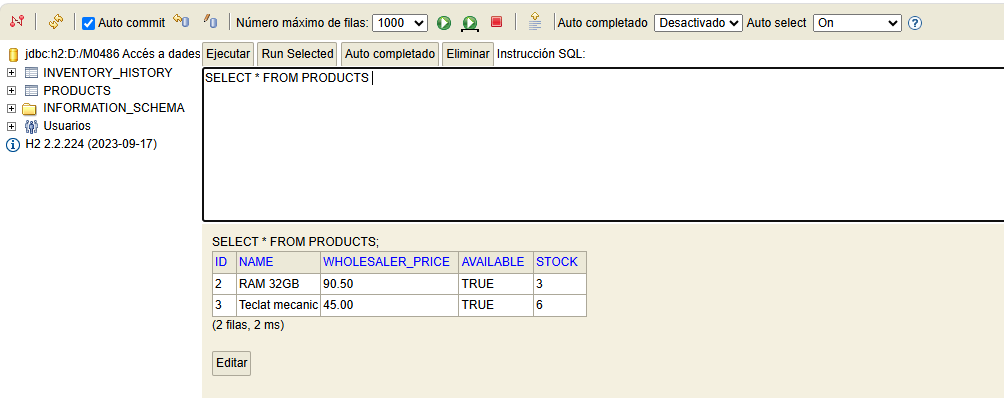 Auto commit Número máximo de filas: 1000 Auto completado Desactivado Auto select On
jdbc:h2:D:/M0486 Accés a dades
INVENTORY_HISTORY
PRODUCTS
INFORMATION_SCHEMA
Usuarios
H2 2.2.224 (2023-09-17)
Ejecutar Run Selected Auto completado Eliminar Instrucción SQL:
SELECT * FROM PRODUCTS
SELECT * FROM PRODUCTS;
ID NAME WHOLESALER_PRICE AVAILABLE STOCK
2 RAM 32GB 90.50 TRUE 3
3 Teclat mecanic 45.00 TRUE 6
(2 filas, 2 ms)
Editar